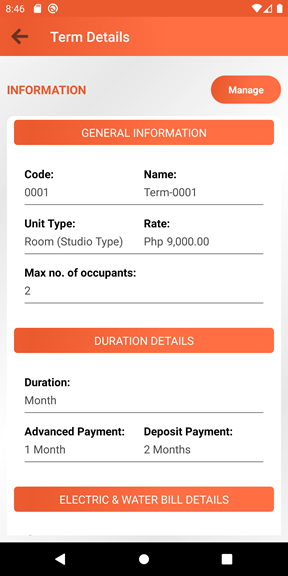 8:46
Term Details
INFORMATION
Manage
GENERAL INFORMATION
Code: Name:
0001 Term-0001
Unit Type: Rate:
Room (Studio Type) Php 9,000.00
Max no. of occupants:
2
DURATION DETAILS
Duration:
Month
Advanced Payment: Deposit Payment:
1 Month 2 Months
ELECTRIC & WATER BILL DETAILS